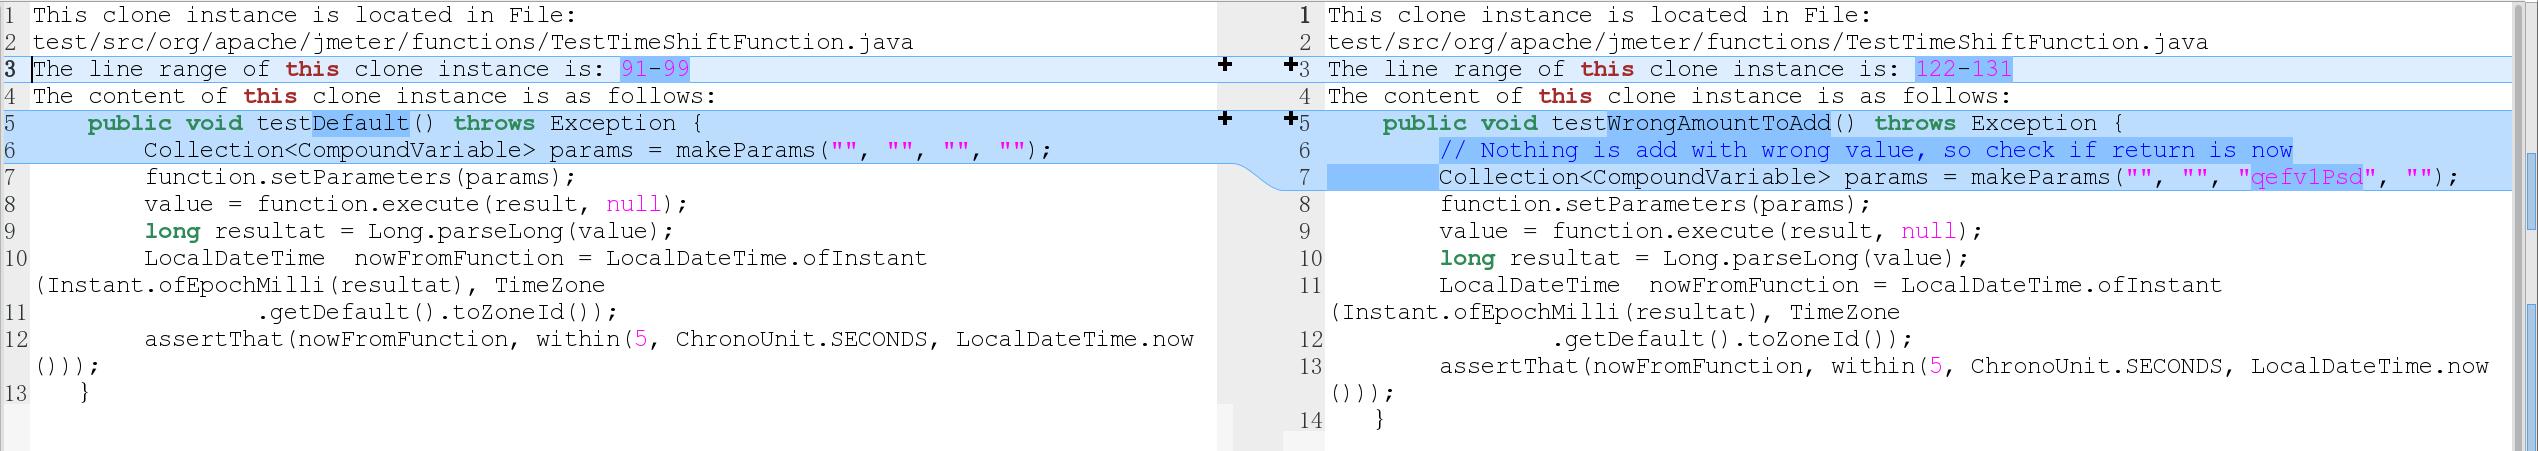 1 This clone instance is located in File:
2 test/src/org/apache/jmeter/functions/TestTimeShiftFunction.java
3 The line range of this clone instance is: 91-99
4 The content of this clone instance is as follows:
5     public void testDefault() throws Exception {
6         Collection<CompoundVariable> params = makeParams("", "", "", "");
7         function.setParameters(params);
8         value = function.execute(result, null);
9         long resultat = Long.parseLong(value);
10         LocalDateTime  nowFromFunction = LocalDateTime.ofInstant
(Instant.ofEpochMilli(resultat), TimeZone
11                 .getDefault().toZoneId());
12         assertThat(nowFromFunction, within(5, ChronoUnit.SECONDS, LocalDateTime.now
()));
13     }
1 This clone instance is located in File:
2 test/src/org/apache/jmeter/functions/TestTimeShiftFunction.java
3 The line range of this clone instance is: 122-131
4 The content of this clone instance is as follows:
5     public void testWrongAmountToAdd() throws Exception {
6         // Nothing is add with wrong value, so check if return is now
7         Collection<CompoundVariable> params = makeParams("", "", "qefv1Psd", "");
8         function.setParameters(params);
9         value = function.execute(result, null);
10         long resultat = Long.parseLong(value);
11         LocalDateTime  nowFromFunction = LocalDateTime.ofInstant
(Instant.ofEpochMilli(resultat), TimeZone
12                 .getDefault().toZoneId());
13         assertThat(nowFromFunction, within(5, ChronoUnit.SECONDS, LocalDateTime.now
()));
14     }